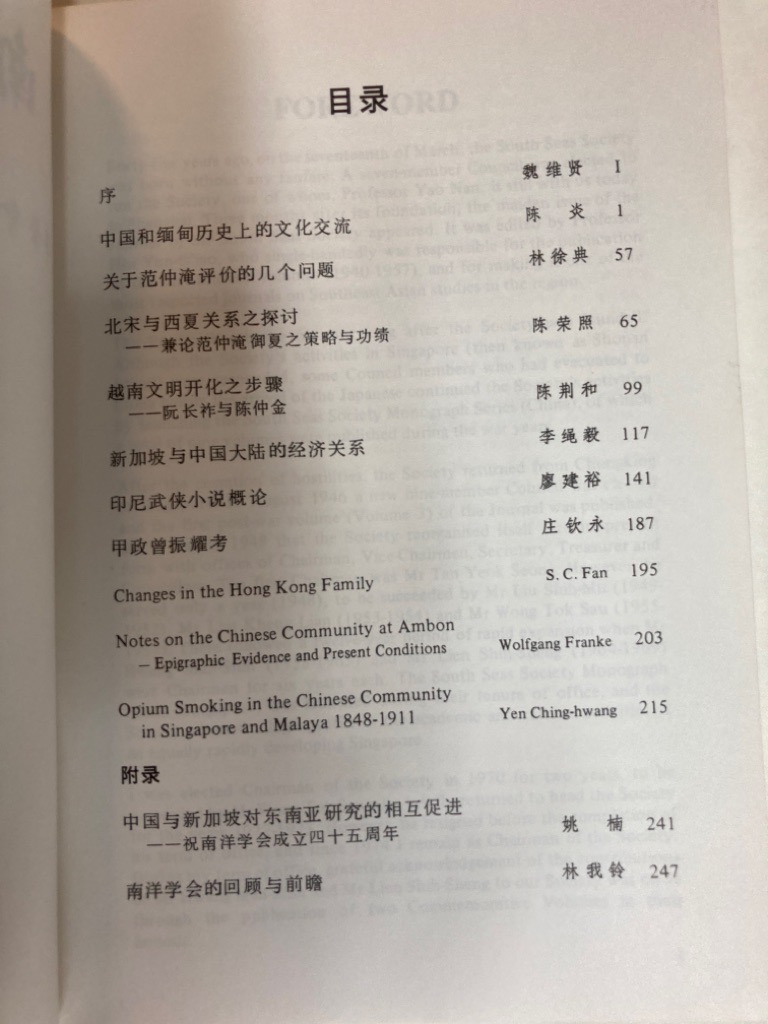 目录
序 魏维贤 I
中国和缅甸历史上的文化交流 陈炎 1
关于范仲淹评价的几个问题 林徐典 57
北宋与西夏关系之探讨
——兼论范仲淹御夏之策略与功绩 陈荣照 65
越南文明开化之步骤
——阮长祚与陈仲金 陈荆和 99
新加坡与中国大陆的经济关系 李绳毅 117
印尼武侠小说概论 廖建裕 141
甲政曾振耀考 庄钦永 187
Changes in the Hong Kong Family S. C. Fan 195
Notes on the Chinese Community at Ambon
– Epigraphic Evidence and Present Conditions Wolfgang Franke 203
Opium Smoking in the Chinese Community
in Singapore and Malaya 1848-1911 Yen Ching-hwang 215
附录
中国与新加坡对东南亚研究的相互促进
——祝南洋学会成立四十五周年 姚楠 241
南洋学会的回顾与前瞻 林我铃 247